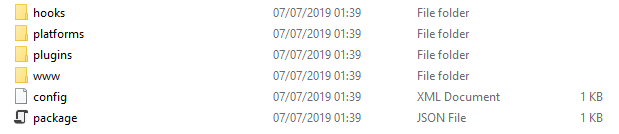 hooks 07/07/2019 01:39 File folder
platforms 07/07/2019 01:39 File folder
plugins 07/07/2019 01:39 File folder
www 07/07/2019 01:39 File folder
config 07/07/2019 01:39 XML Document 1 KB
package 07/07/2019 01:39 JSON File 1 KB